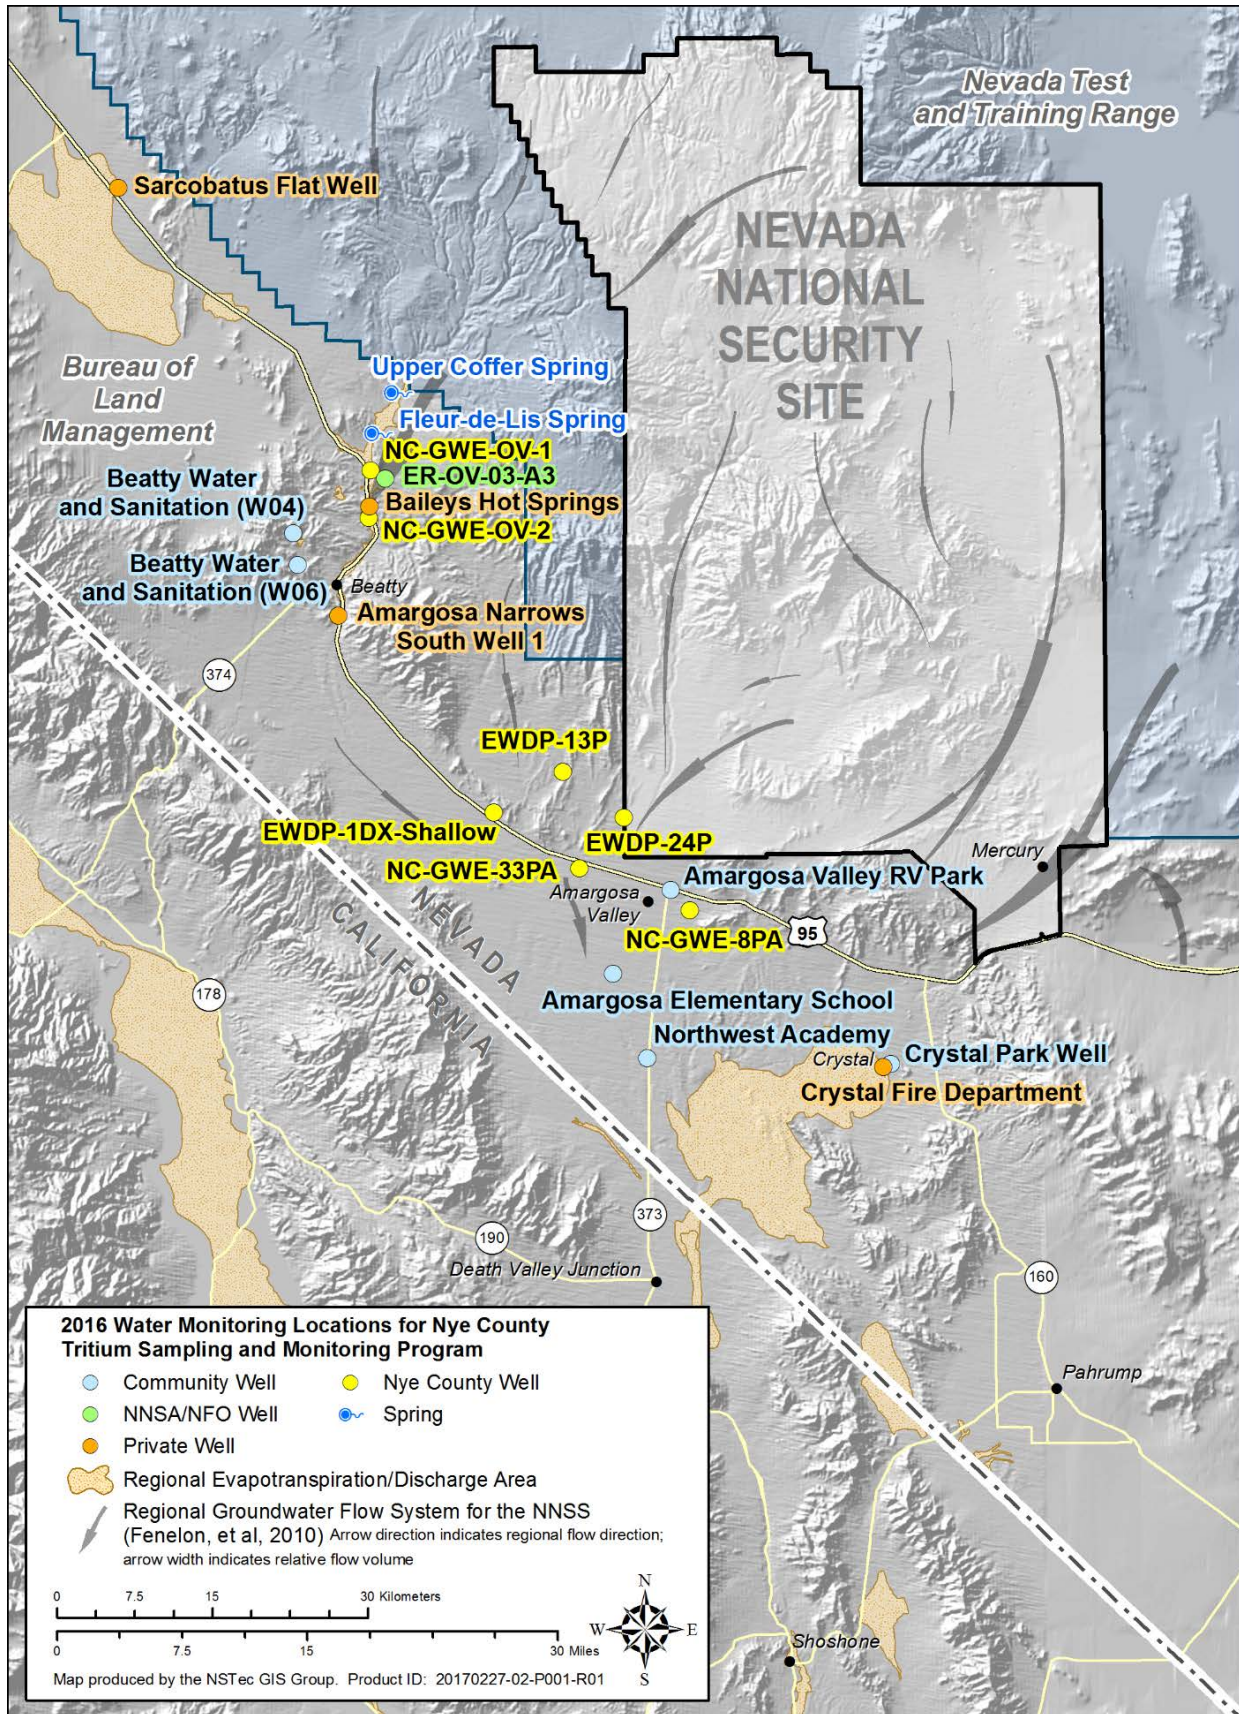 Nevada Test
and Training Range
Sarcobatus Flat Well
NEVADA
NATIONAL
SECURITY
SITE
Bureau of
Land
Management
Upper Coffer Spring
Fleur-de-Lis Spring
NC-GWE-OV-1
ER-OV-03-A3
Beatty Water
and Sanitation (W04)
Baileys Hot Springs
NC-GWE-OV-2
Beatty Water
and Sanitation (W06)
Beatty
Amargosa Narrows
South Well 1
374
EWDP-13P
EWDP-1DX-Shallow
EWDP-24P
NC-GWE-33PA
Mercury
Amargosa Valley RV Park
Amargosa
Valley
NC-GWE-8PA
95
NEVADA
CALIFORNIA
178
Amargosa Elementary School
Northwest Academy
Crystal
Crystal Park Well
Crystal Fire Department
373
190
Death Valley Junction
160
Pahrump
Shoshone
2016 Water Monitoring Locations for Nye County
Tritium Sampling and Monitoring Program
Community Well
Nye County Well
NNSA/NFO Well
Spring
Private Well
Regional Evapotranspiration/Discharge Area
Regional Groundwater Flow System for the NNSS
(Fenelon, et al, 2010) Arrow direction indicates regional flow direction;
arrow width indicates relative flow volume
0 7.5 15 30 Kilometers
0 7.5 15 30 Miles
N
W E
S
Map produced by the NSTec GIS Group. Product ID: 20170227-02-P001-R01